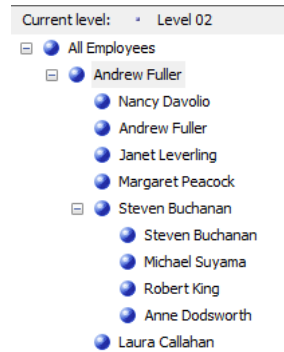 Current level: Level 02
All Employees
Andrew Fuller
Nancy Davolio
Andrew Fuller
Janet Leverling
Margaret Peacock
Steven Buchanan
Steven Buchanan
Michael Suyama
Robert King
Anne Dodsworth
Laura Callahan